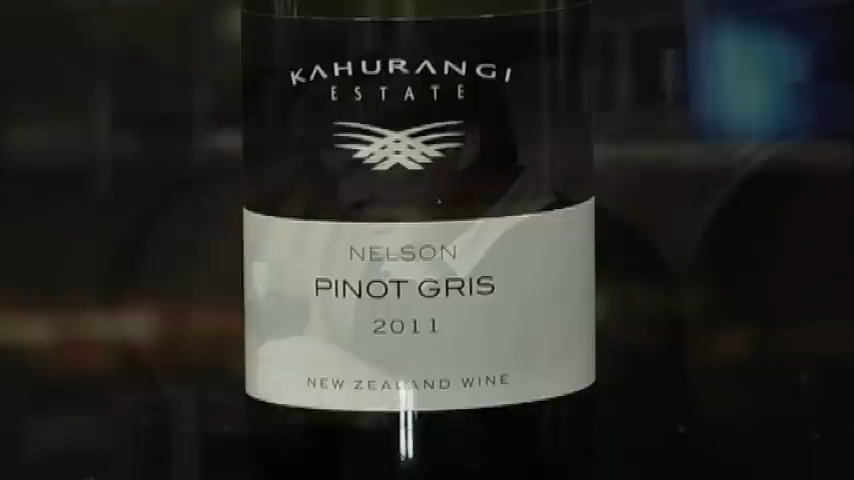 KAHURANGI
ESTATE
NELSON
PINOT GRIS
2011
NEW ZEALAND WINE